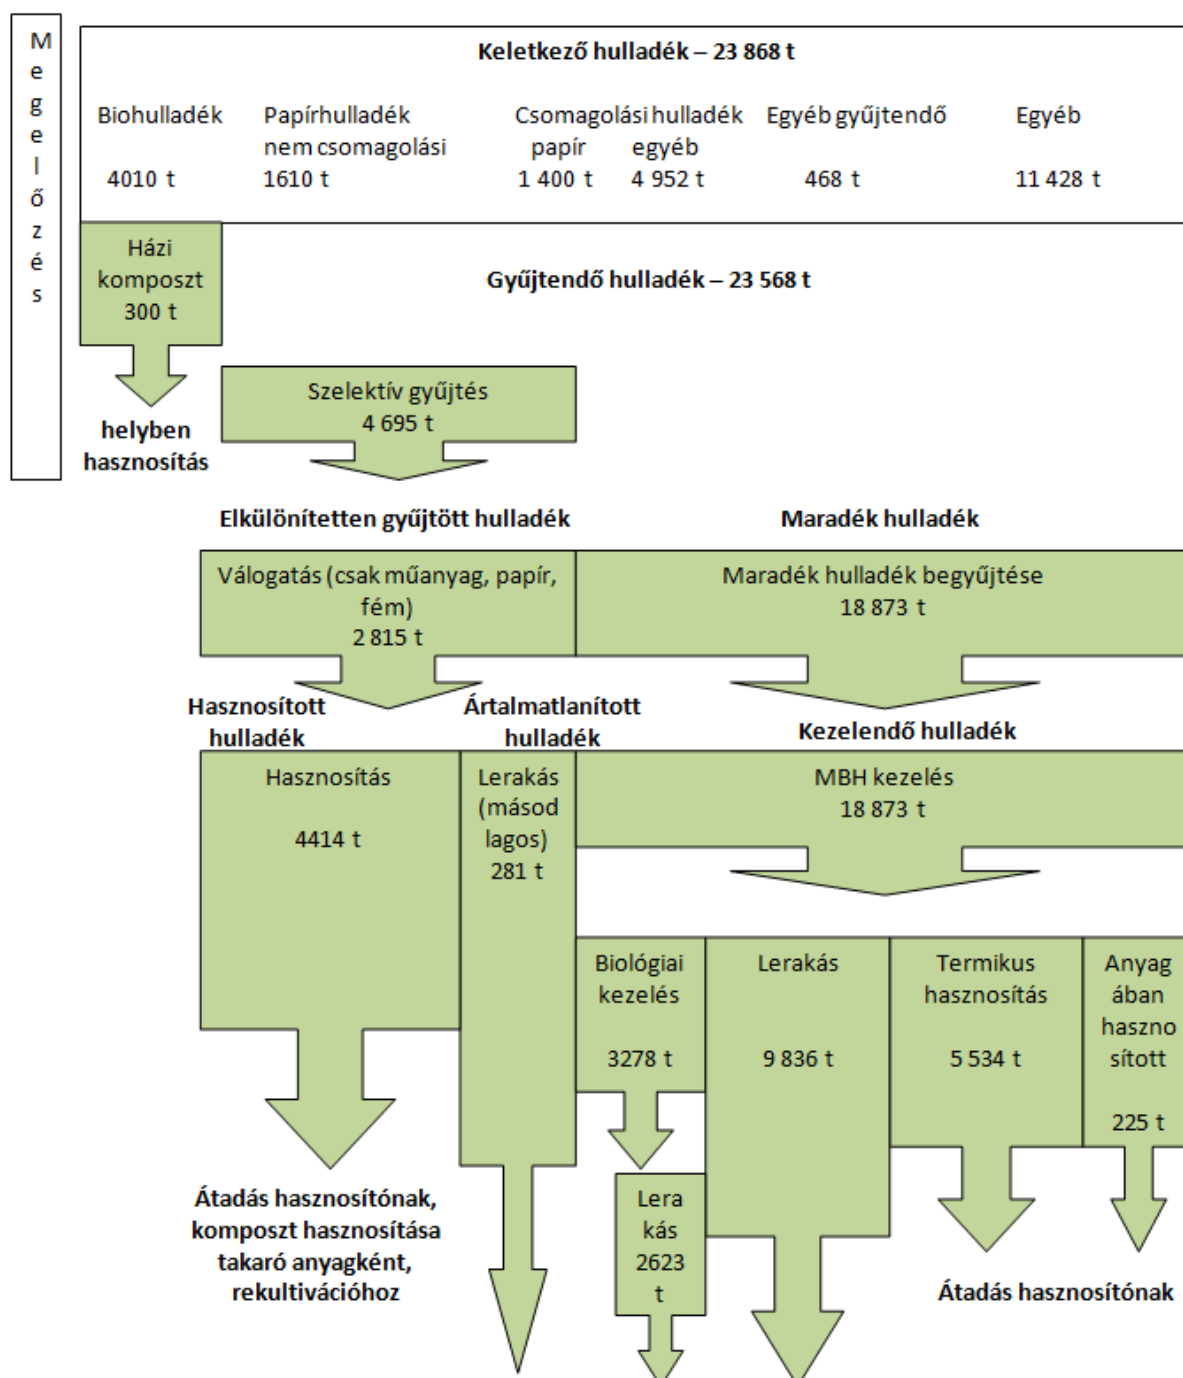 Megelőzés
Keletkező hulladék – 23 868 t
Biohulladék Papírhulladék Csomagolási hulladék Egyéb gyűjtendő Egyéb
nem csomagolási papír egyéb
4010 t 1610 t 1 400 t 4 952 t 468 t 11 428 t
Házi
komposzt
300 t
Gyűjtendő hulladék – 23 568 t
helyben
hasznosítás
Szelektív gyűjtés
4 695 t
Elkülönítetten gyűjtött hulladék
Maradék hulladék
Válogatás (csak műanyag, papír,
fém)
2 815 t
Maradék hulladék begyűjtése
18 873 t
Hasznosított
hulladék
Ártalmatlanított
hulladék
Kezelendő hulladék
Hasznosítás
4414 t
Lerakás
(másod
lagos)
281 t
MBH kezelés
18 873 t
Biológiai
kezelés
3278 t
Lerakás
9 836 t
Termikus
hasznosítás
5 534 t
Anyag
ában
haszno
sított
225 t
Átadás hasznosítónak,
komposzt hasznosítása
takaró anyagként,
rekultivációhoz
Lera
kás
2623
t
Átadás hasznosítónak